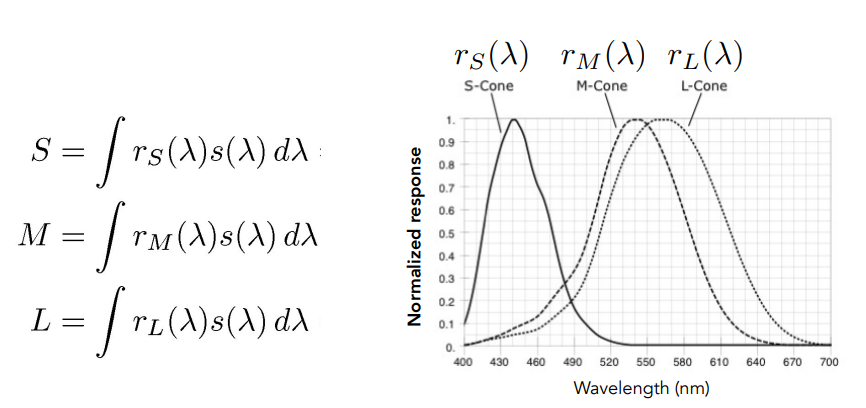 S = ∫ r_S(λ)s(λ) dλ
M = ∫ r_M(λ)s(λ) dλ
L = ∫ r_L(λ)s(λ) dλ
r_S(λ) r_M(λ) r_L(λ)
S-Cone M-Cone L-Cone
Normalized response
1.
0.9
0.8
0.7
0.6
0.5
0.4
0.3
0.2
0.1
0.
400 430 460 490 520 550 580 610 640 670 700
Wavelength (nm)